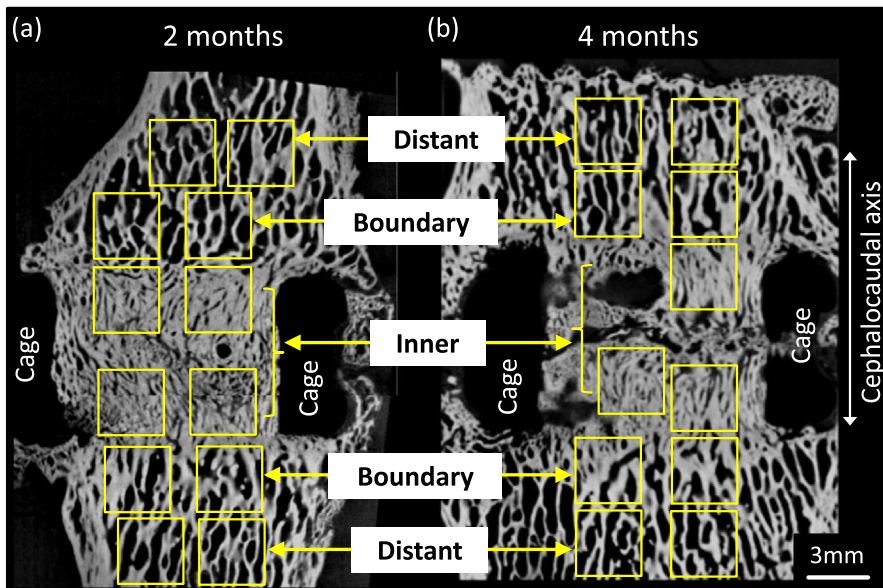 (a)
2 months
(b)
4 months
Distant
Boundary
Inner
Boundary
Distant
Cage
Cage
Cage
Cage
Cephalocaudal axis
3mm